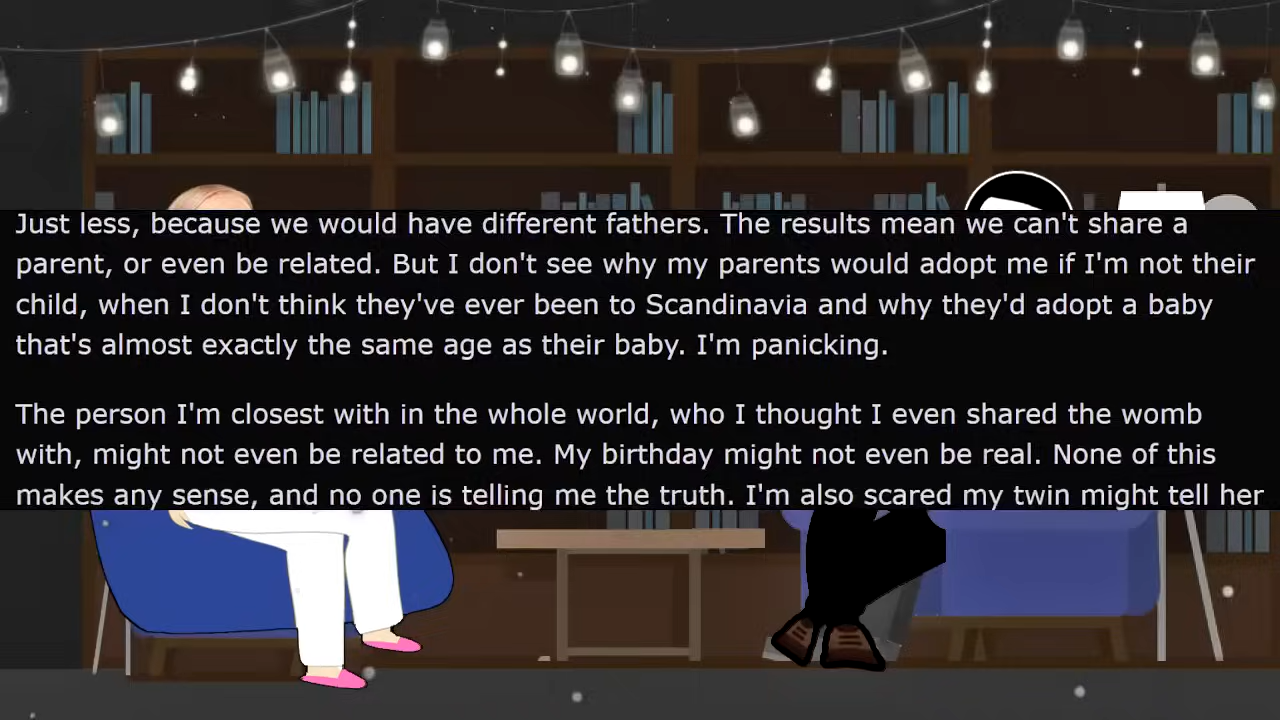 Just less, because we would have different fathers. The results mean we can't share a
parent, or even be related. But I don't see why my parents would adopt me if I'm not their
child, when I don't think they've ever been to Scandinavia and why they'd adopt a baby
that's almost exactly the same age as their baby. I'm panicking.
The person I'm closest with in the whole world, who I thought I even shared the womb
with, might not even be related to me. My birthday might not even be real. None of this
makes any sense, and no one is telling me the truth. I'm also scared my twin might tell her